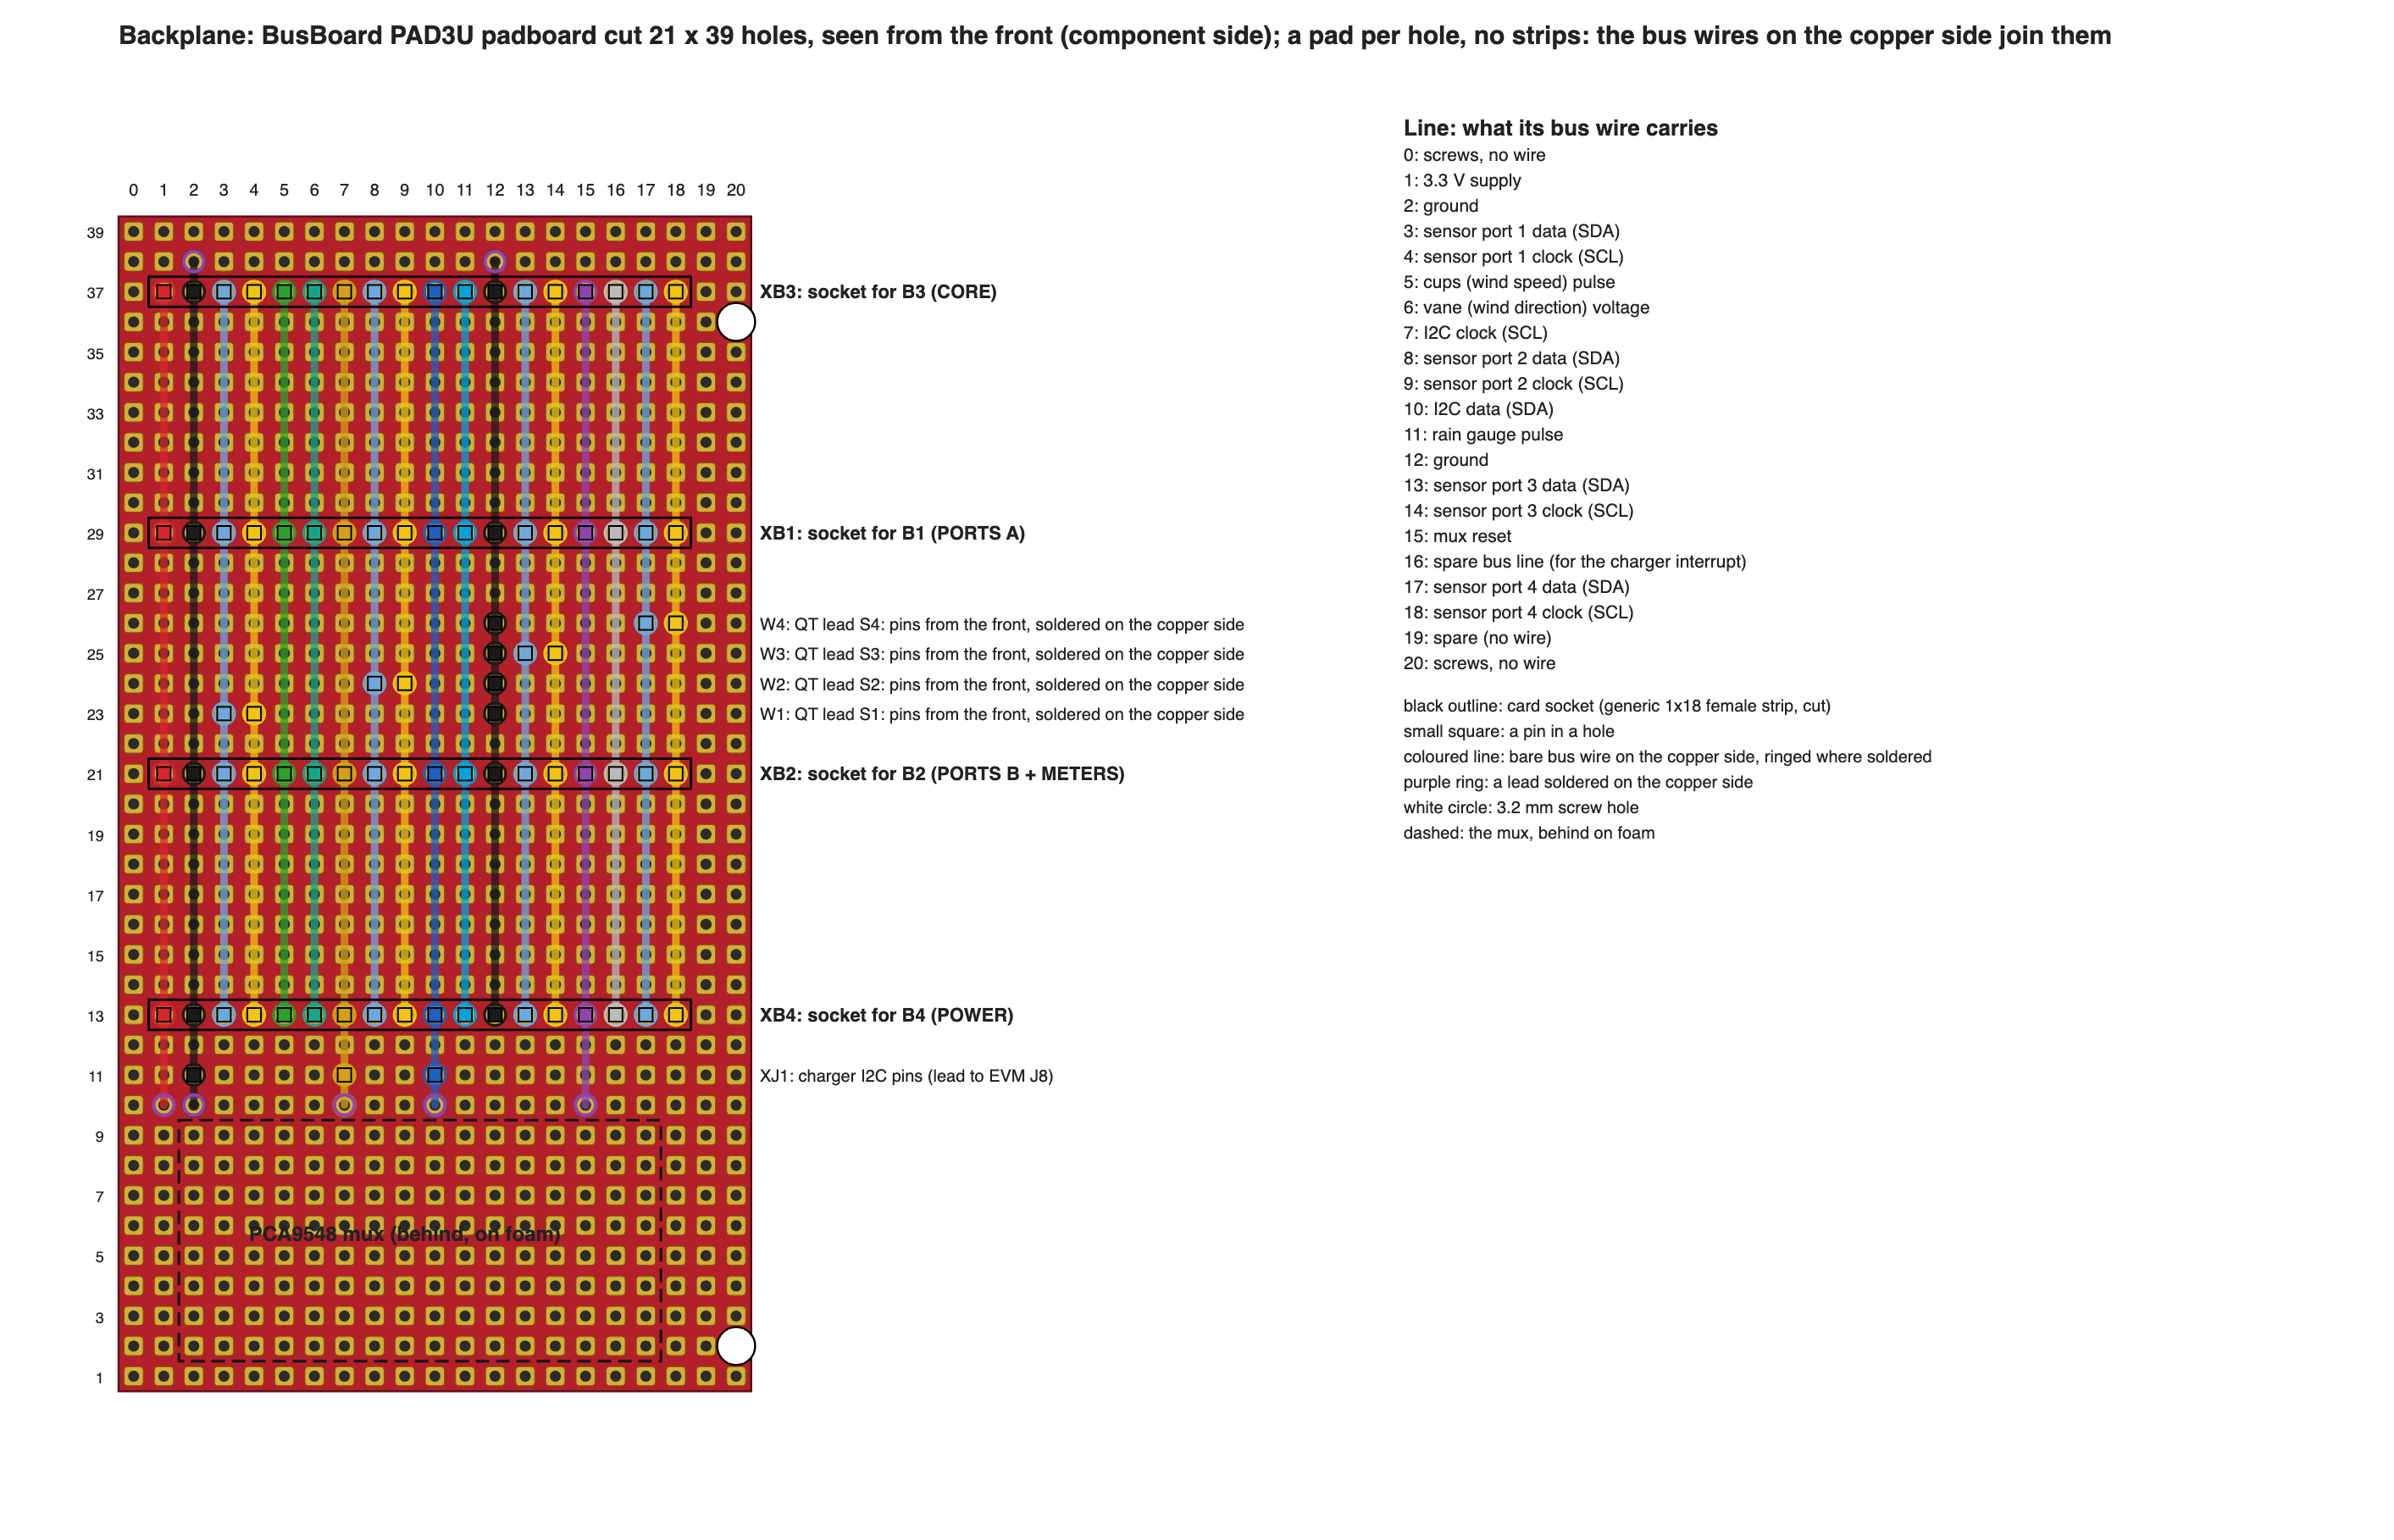 Backplane: BusBoard PAD3U padboard cut 21 x 39 holes, seen from the front (component side); a pad per hole, no strips: the bus wires on the copper side join them
Line: what its bus wire carries
0: screws, no wire
1: 3.3 V supply
2: ground
3: sensor port 1 data (SDA)
4: sensor port 1 clock (SCL)
5: cups (wind speed) pulse
6: vane (wind direction) voltage
7: I2C clock (SCL)
8: sensor port 2 data (SDA)
9: sensor port 2 clock (SCL)
10: I2C data (SDA)
11: rain gauge pulse
12: ground
13: sensor port 3 data (SDA)
14: sensor port 3 clock (SCL)
15: mux reset
16: spare bus line (for the charger interrupt)
17: sensor port 4 data (SDA)
18: sensor port 4 clock (SCL)
19: spare (no wire)
20: screws, no wire
black outline: card socket (generic 1x18 female strip, cut)
small square: a pin in a hole
coloured line: bare bus wire on the copper side, ringed where soldered
purple ring: a lead soldered on the copper side
white circle: 3.2 mm screw hole
dashed: the mux, behind on foam
0 1 2 3 4 5 6 7 8 9 10 11 12 13 14 15 16 17 18 19 20
39
37 XB3: socket for B3 (CORE)
35
33
31
29 XB1: socket for B1 (PORTS A)
27
W4: QT lead S4: pins from the front, soldered on the copper side
25 W3: QT lead S3: pins from the front, soldered on the copper side
W2: QT lead S2: pins from the front, soldered on the copper side
23 W1: QT lead S1: pins from the front, soldered on the copper side
21 XB2: socket for B2 (PORTS B + METERS)
19
17
15
13 XB4: socket for B4 (POWER)
11 XJ1: charger I2C pins (lead to EVM J8)
9
7
PCA9548 mux (behind, on foam)
5
3
1